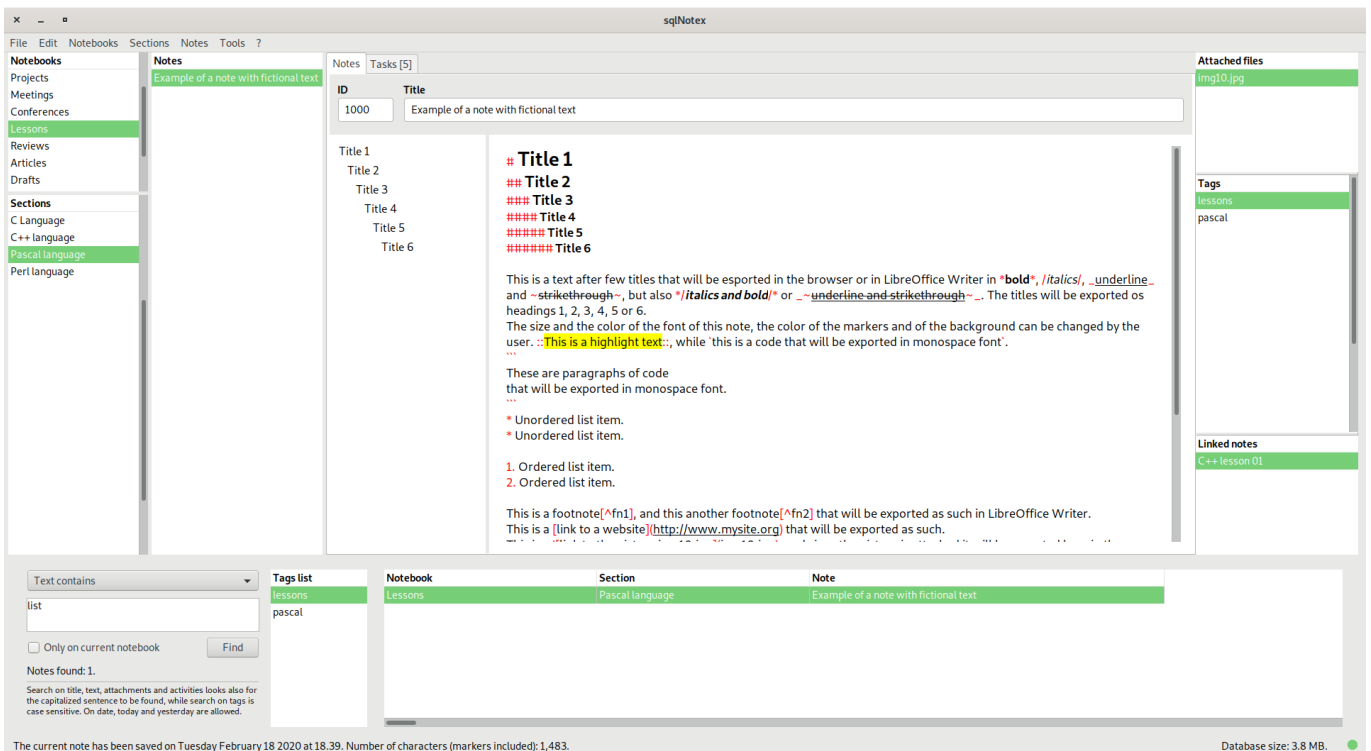 sqlNotex
File Edit Notebooks Sections Notes Tools ?
Notebooks
Projects
Meetings
Conferences
Lessons
Reviews
Articles
Drafts
Sections
C Language
C++ language
Pascal language
Perl language
Notes
Example of a note with fictional text
Notes Tasks [5]
ID Title
1000 Example of a note with fictional text
Title 1
Title 2
Title 3
Title 4
Title 5
Title 6
# Title 1
## Title 2
### Title 3
#### Title 4
##### Title 5
###### Title 6
This is a text after few titles that will be esported in the browser or in LibreOffice Writer in *bold*, /italics/, _underline_
and ~strikethrough~, but also */italics and bold/* or _~underline and strikethrough~_. The titles will be exported os
headings 1, 2, 3, 4, 5 or 6.
The size and the color of the font of this note, the color of the markers and of the background can be changed by the
user. ::This is a highlight text::, while `this is a code that will be exported in monospace font`.
```
These are paragraphs of code
that will be exported in monospace font.
```
* Unordered list item.
* Unordered list item.
1. Ordered list item.
2. Ordered list item.
This is a footnote[^fn1], and this another footnote[^fn2] that will be exported as such in LibreOffice Writer.
This is a [link to a website](http://www.mysite.org) that will be exported as such.
Attached files
img10.jpg
Tags
lessons
pascal
Linked notes
C++ lesson 01
Text contains
list
Only on current notebook Find
Notes found: 1.
Search on title, text, attachments and activities looks also for
the capitalized sentence to be found, while search on tags is
case sensitive. On date, today and yesterday are allowed.
Tags list
lessons
pascal
Notebook Section Note
Lessons Pascal language Example of a note with fictional text
The current note has been saved on Tuesday February 18 2020 at 18.39. Number of characters (markers included): 1,483.
Database size: 3.8 MB.